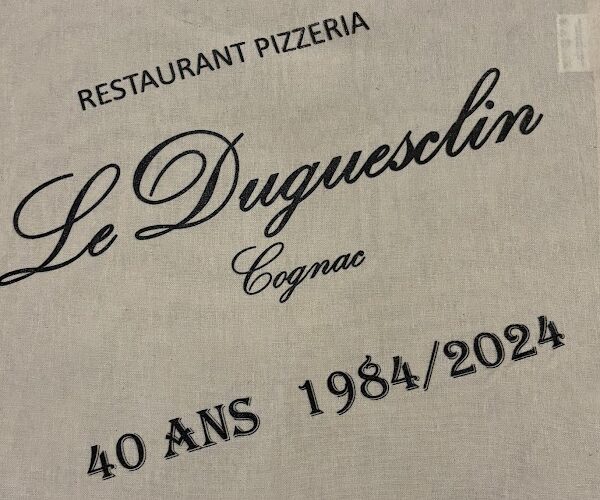 RESTAURANT PIZZERIA
Le Duguesclin
Cognac
40 ANS 1984/2024